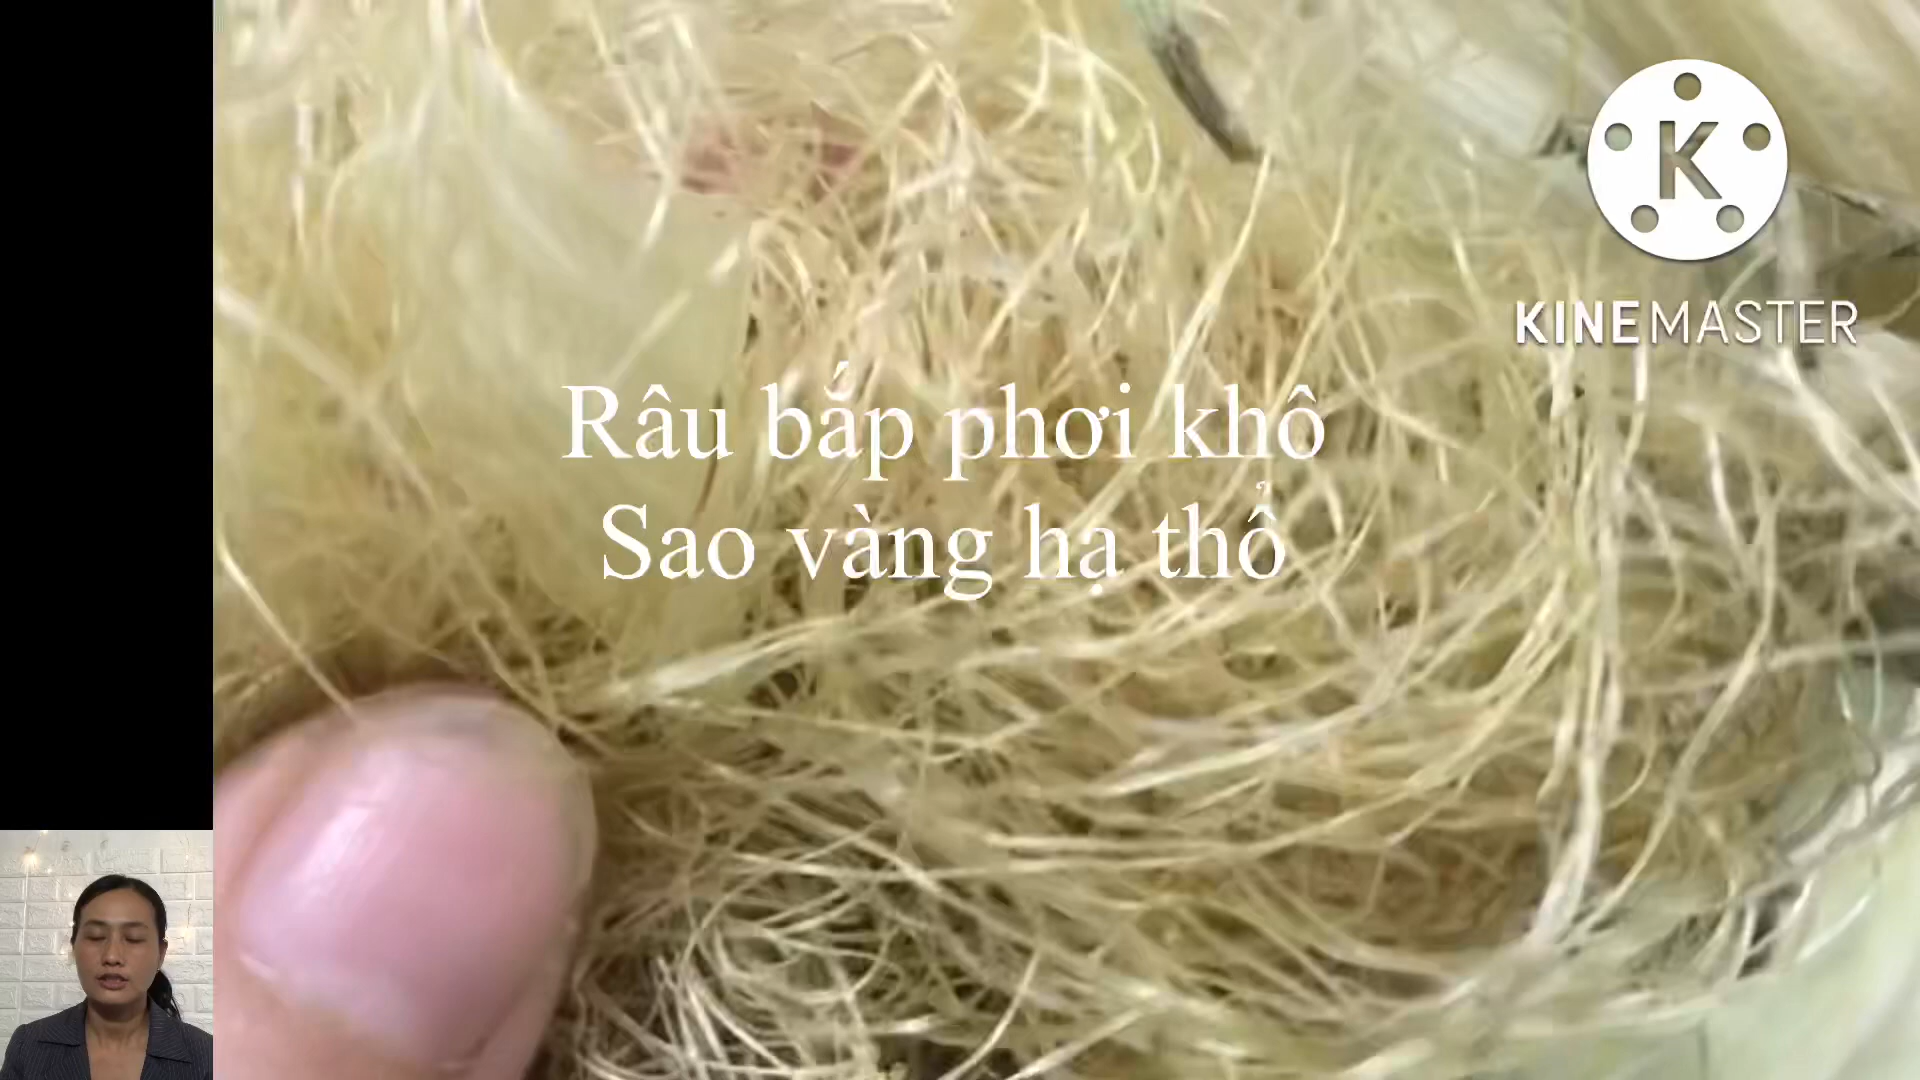 K
KINEMASTER
Râu bắp phơi khô
Sao vàng hạ thổ